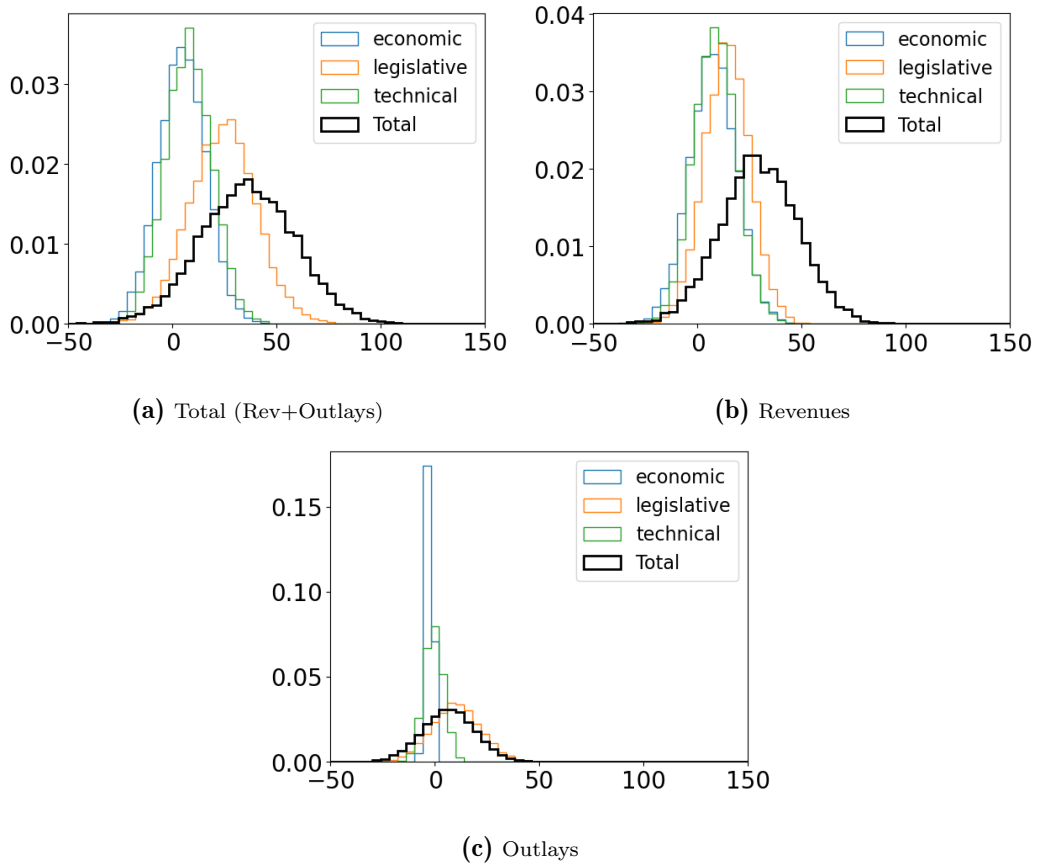 0.03
0.02
0.01
0.00
−50 0 50 100 150
economic
legislative
technical
Total
(a) Total (Rev+Outlays)
0.04
0.03
0.02
0.01
0.00
−50 0 50 100 150
economic
legislative
technical
Total
(b) Revenues
0.15
0.10
0.05
0.00
−50 0 50 100 150
economic
legislative
technical
Total
(c) Outlays